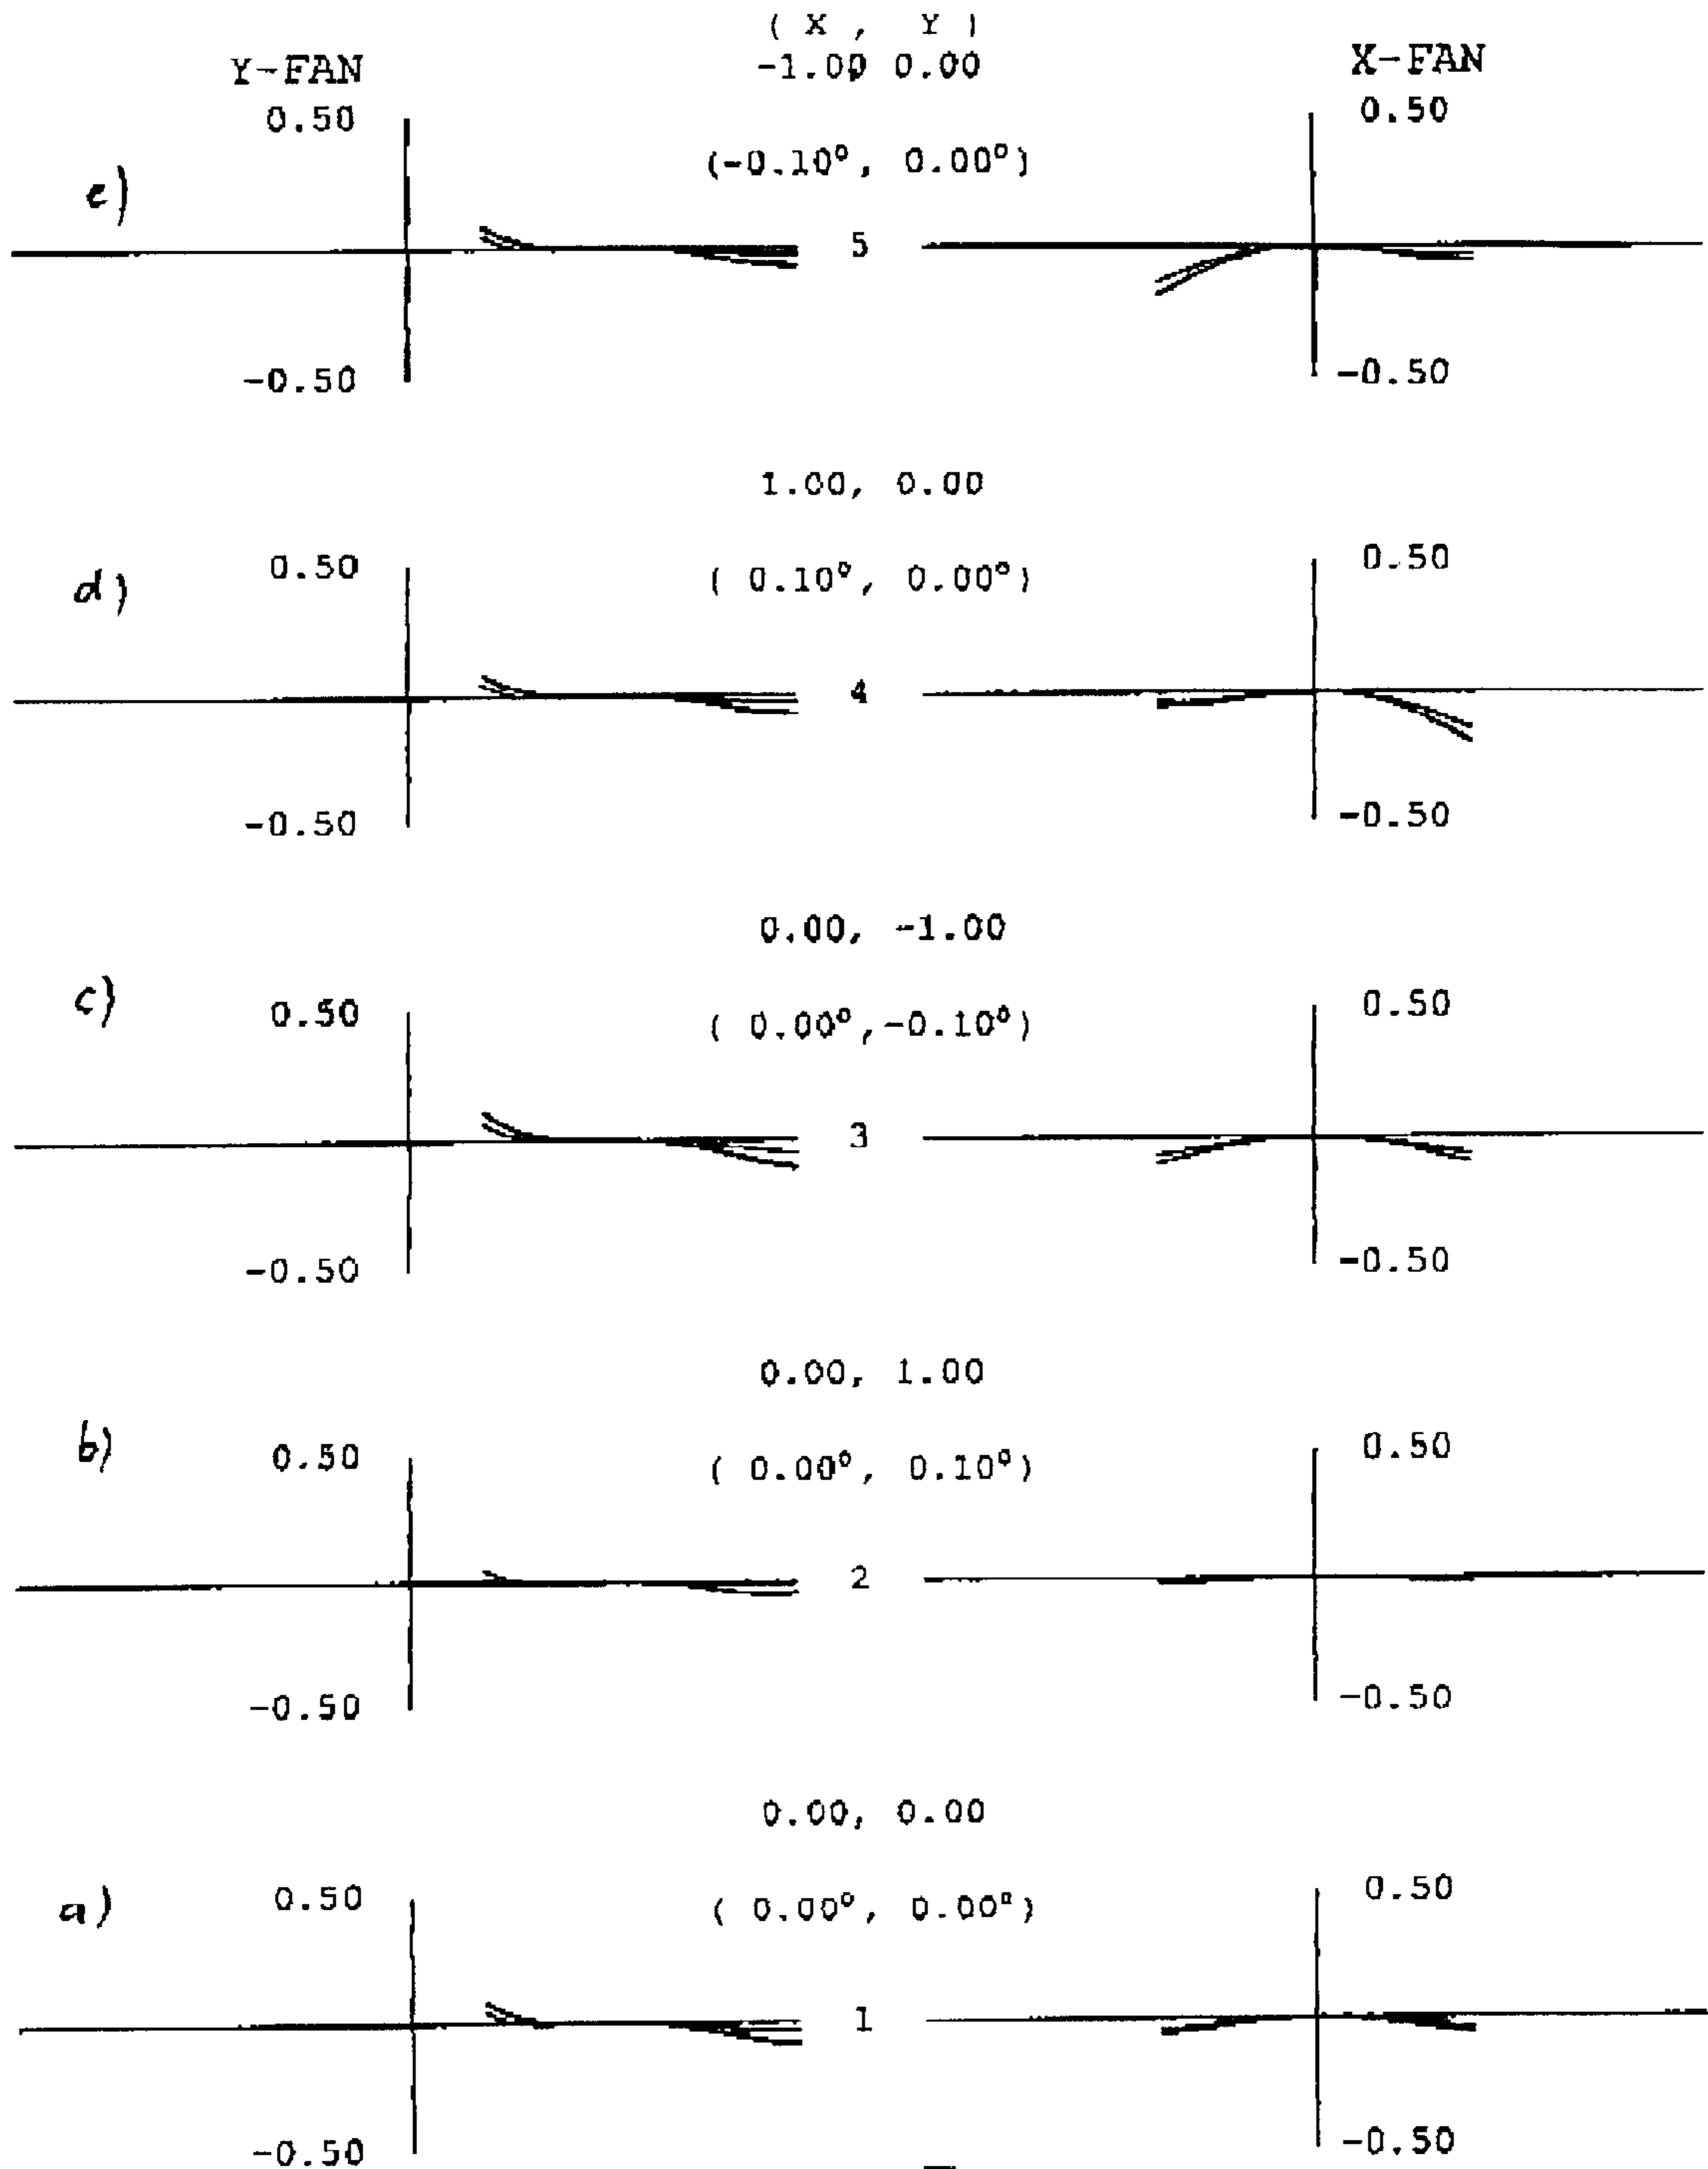 ( X , Y )
Y-FAN -1.00 0.00 X-FAN
0.50 0.50
(-0.10°, 0.00°)
e)
5
-0.50 -0.50
1.00, 0.00
0.50 ( 0.10°, 0.00°) 0.50
d)
4
-0.50 -0.50
0.00, -1.00
c) 0.50 ( 0.00°,-0.10°) 0.50
3
-0.50 -0.50
0.00, 1.00
b) 0.50 ( 0.00°, 0.10°) 0.50
2
-0.50 -0.50
0.00, 0.00
a) 0.50 ( 0.00°, 0.00°) 0.50
1
-0.50 -0.50